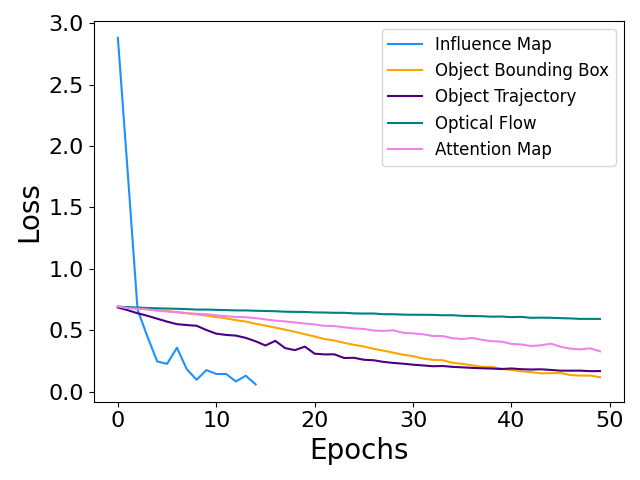 3.0
2.5
2.0
1.5
1.0
0.5
0.0
Loss
Influence Map
Object Bounding Box
Object Trajectory
Optical Flow
Attention Map
0 10 20 30 40 50
Epochs